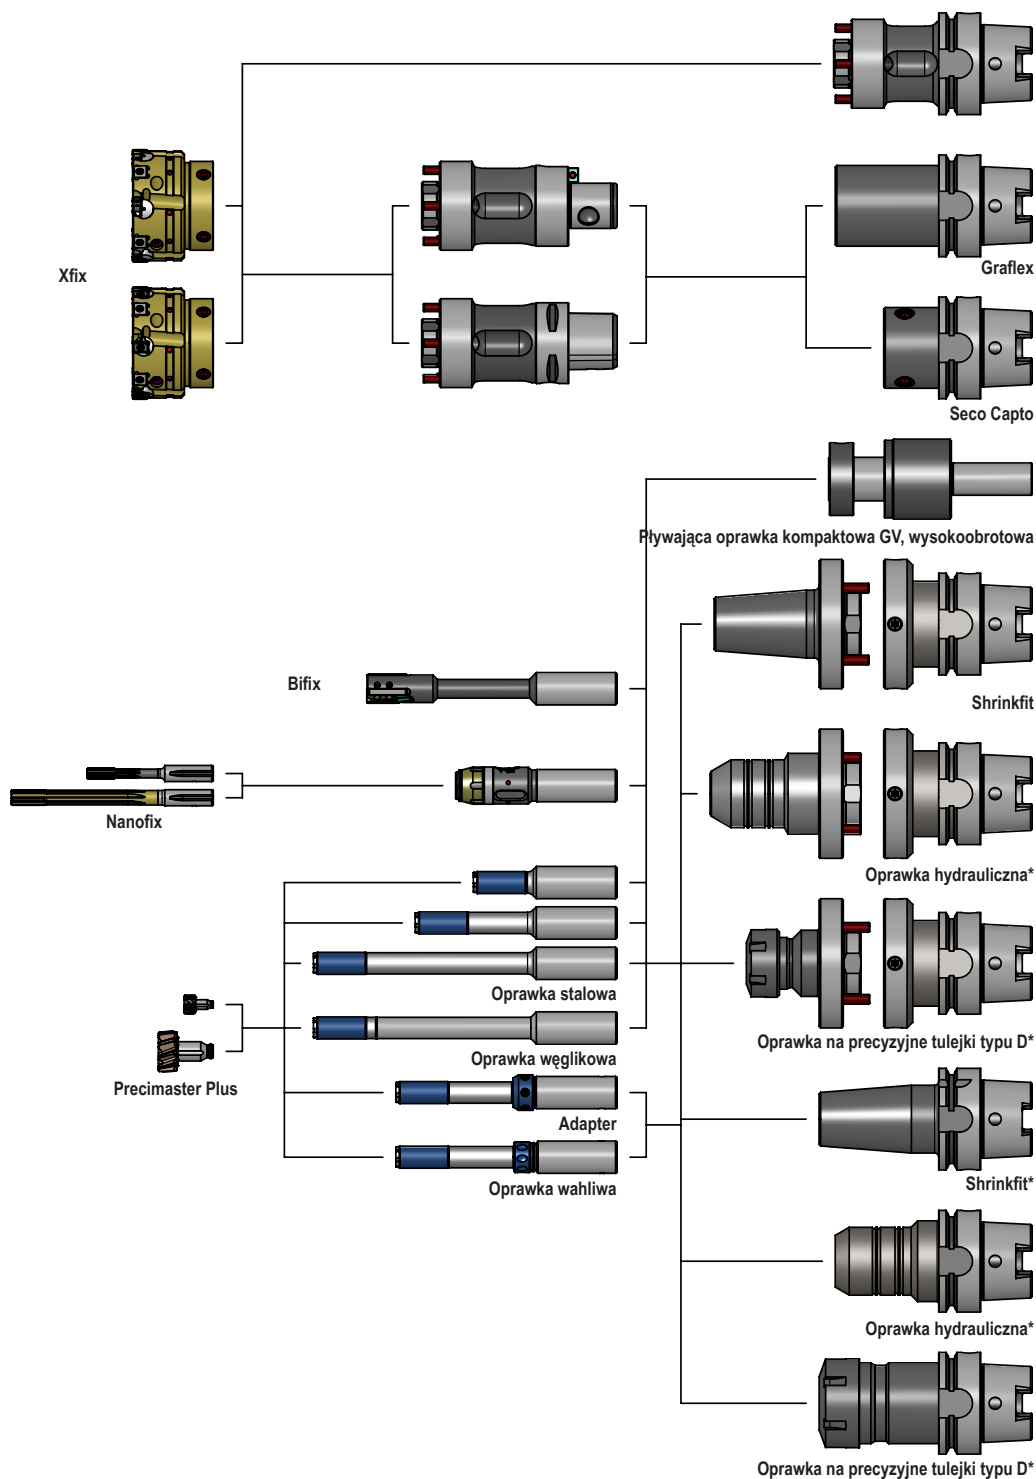 Xfix
Graflex
Seco Capto
Pływająca oprawka kompaktowa GV, wysokoobrotowa
Bifix
Shrinkfit
Nanofix
Oprawka hydrauliczna*
Oprawka stalowa
Oprawka na precyzyjne tulejki typu D*
Oprawka węglikowa
Precimaster Plus
Adapter
Shrinkfit*
Oprawka wahliwa
Oprawka hydrauliczna*
Oprawka na precyzyjne tulejki typu D*